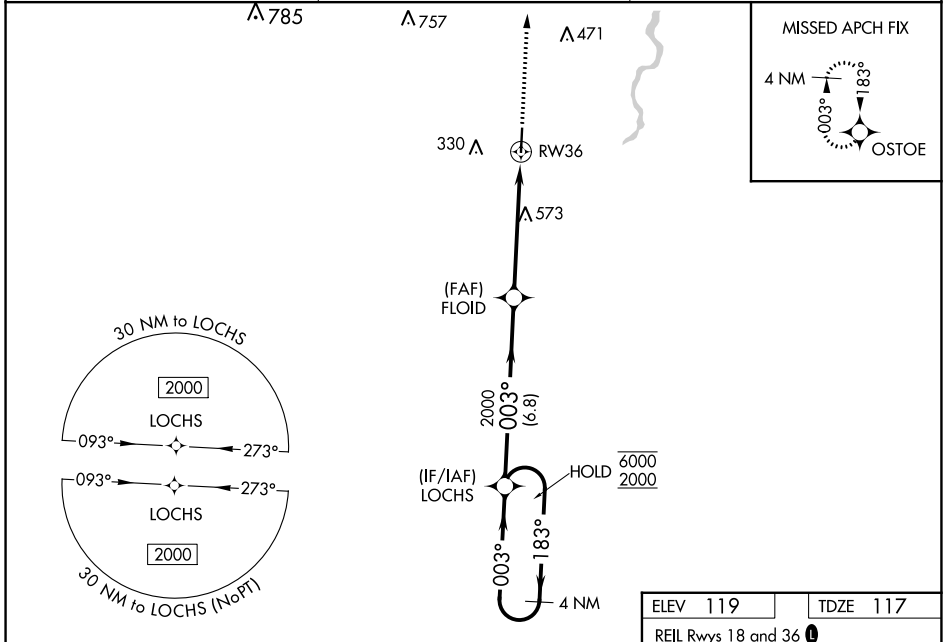 785
757
471
MISSED APCH FIX
4 NM
183°
003°
OSTOE
330
RW36
573
(FAF)
FLOID
30 NM to LOCHS
2000
LOCHS
093°
273°
093°
273°
LOCHS
2000
30 NM to LOCHS (NoPT)
2000
003°
(6.8)
(IF/IAF)
LOCHS
HOLD
6000
2000
003°
183°
4 NM
ELEV 119
TDZE 117
REIL Rwys 18 and 36 L